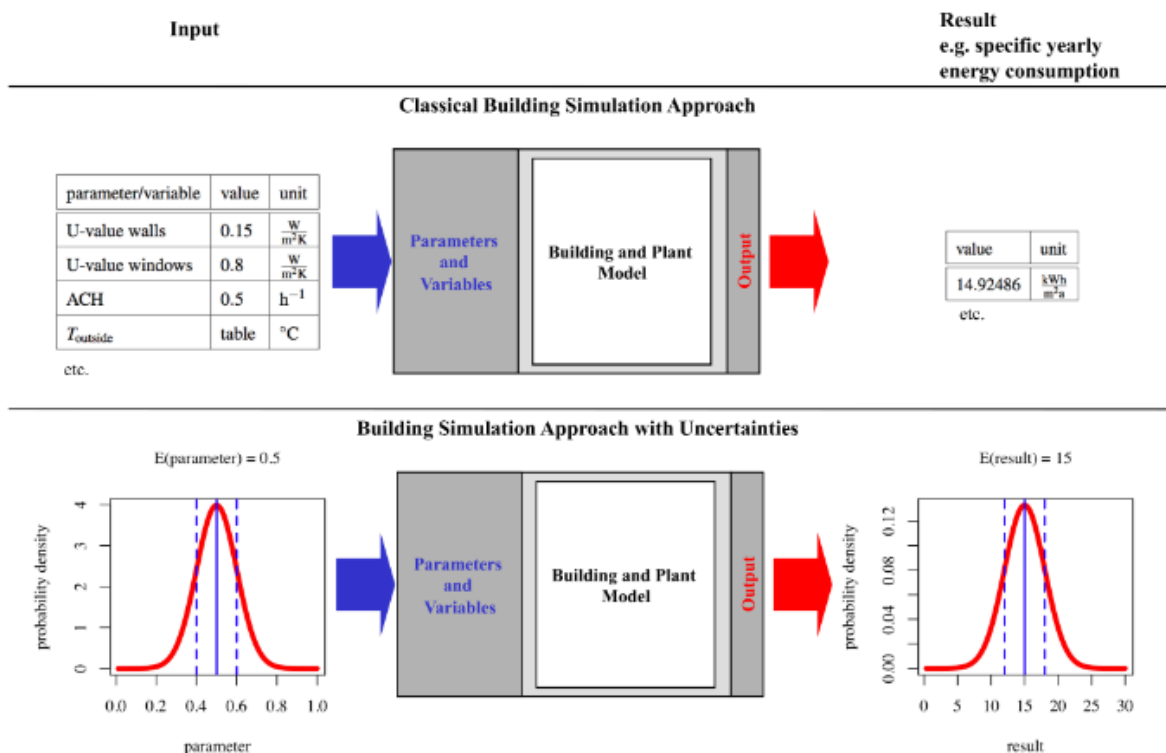 Input
Result
e.g. specific yearly
energy consumption
Classical Building Simulation Approach
parameter/variable value unit
U-value walls 0.15 W/m²K
U-value windows 0.8 W/m²K
ACH 0.5 h⁻¹
T_outside table °C
etc.
Parameters
and
Variables
Building and Plant
Model
Output
value unit
14.92486 kWh/m²a
etc.
Building Simulation Approach with Uncertainties
E(parameter) = 0.5
probability density
4
3
2
1
0
0.0 0.2 0.4 0.6 0.8 1.0
parameter
Parameters
and
Variables
Building and Plant
Model
Output
E(result) = 15
probability density
0.12
0.08
0.04
0.00
0 5 10 15 20 25 30
result